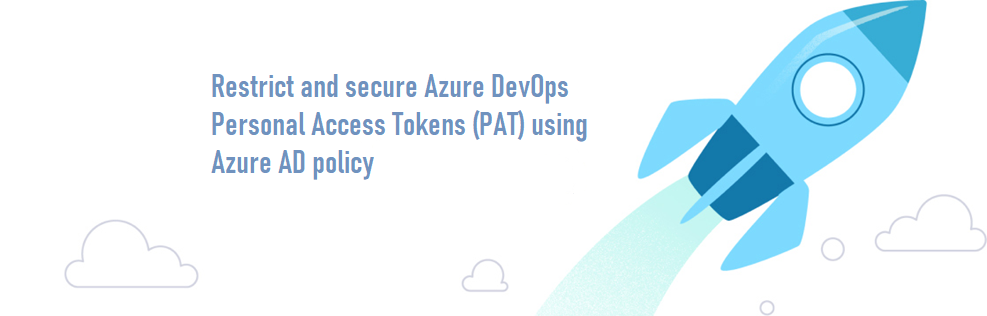 Restrict and secure Azure DevOps
Personal Access Tokens (PAT) using
Azure AD policy